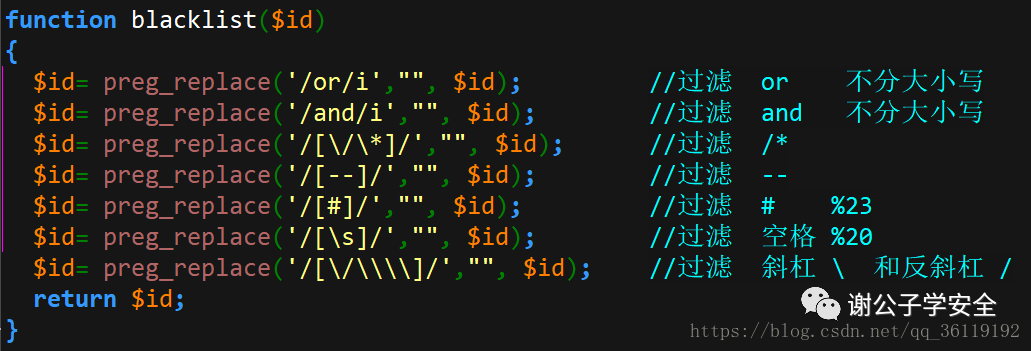 function blacklist($id)
{
$id= preg_replace('/or/i',"", $id); //过滤 or 不分大小写
$id= preg_replace('/and/i',"", $id); //过滤 and 不分大小写
$id= preg_replace('/[\/\*]/',"", $id); //过滤 /*
$id= preg_replace('/[--]/',"", $id); //过滤 --
$id= preg_replace('/[#]/',"", $id); //过滤 # %23
$id= preg_replace('/[\s]/',"", $id); //过滤 空格 %20
$id= preg_replace('/[\/\\\\]/',"", $id); //过滤 斜杠 \ 和反斜杠 /
return $id;
}
谢公子学安全
https://blog.csdn.net/qq_36119192